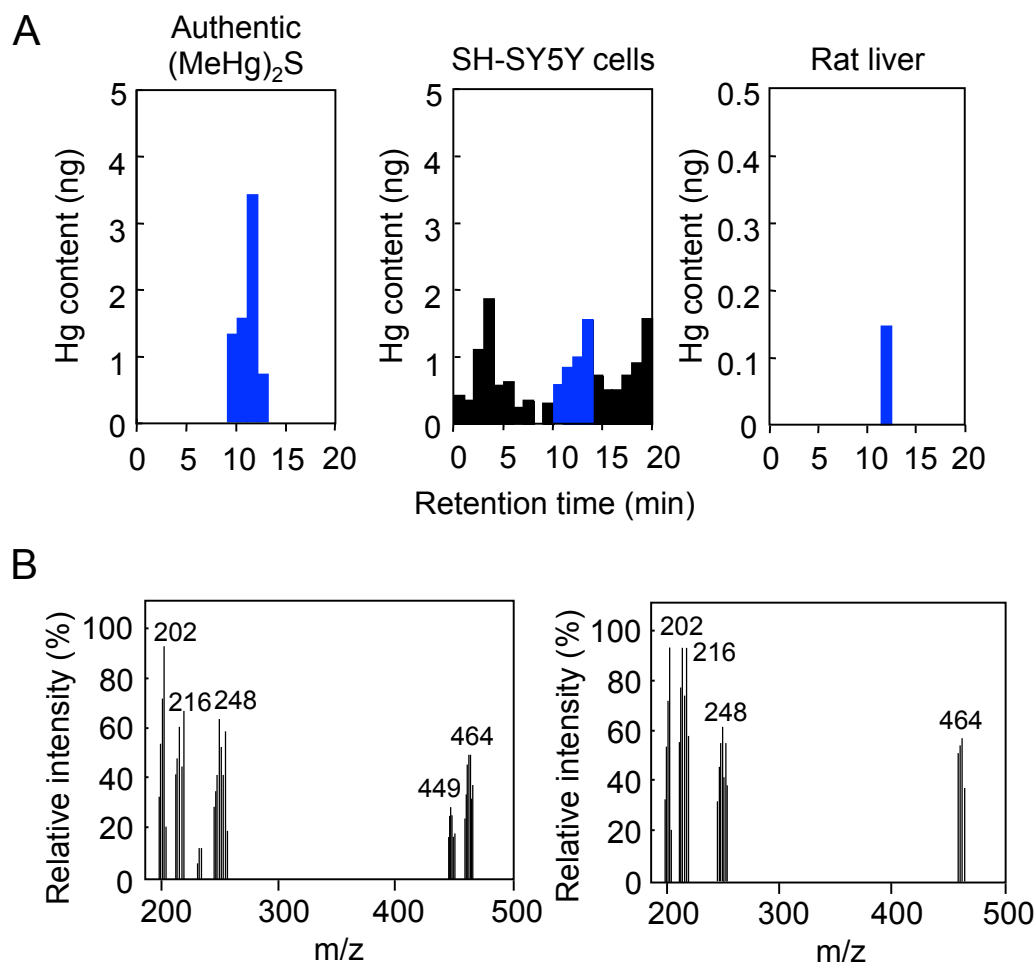 A
Authentic
(MeHg)₂S
SH-SY5Y cells
Rat liver
Hg content (ng)
5
4
3
2
1
0
0 5 10 15 20
Hg content (ng)
5
4
3
2
1
0
0 5 10 15 20
Hg content (ng)
0.5
0.4
0.3
0.2
0.1
0
0 5 10 15 20
Retention time (min)
B
Relative intensity (%)
100
80
60
40
20
0
202
216 248
449
464
200 300 400 500
m/z
Relative intensity (%)
100
80
60
40
20
0
202
216
248
464
200 300 400 500
m/z